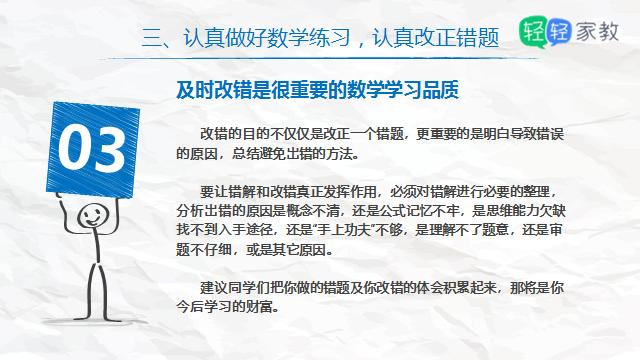 三、认真做好数学练习，认真改正错题
轻轻家教
及时改错是很重要的数学学习品质
03
改错的目的不仅仅是改正一个错题，更重要的是明白导致错误
的原因，总结避免出错的方法。
要让错解和改错真正发挥作用，必须对错解进行必要的整理，
分析出错的原因是概念不清，还是公式记忆不牢，是思维能力欠缺
找不到入手途径，还是“手上功夫”不够，是理解不了题意，还是审
题不仔细，或是其它原因。
建议同学们把你做的错题及你改错的体会积累起来，那将是你
今后学习的财富。